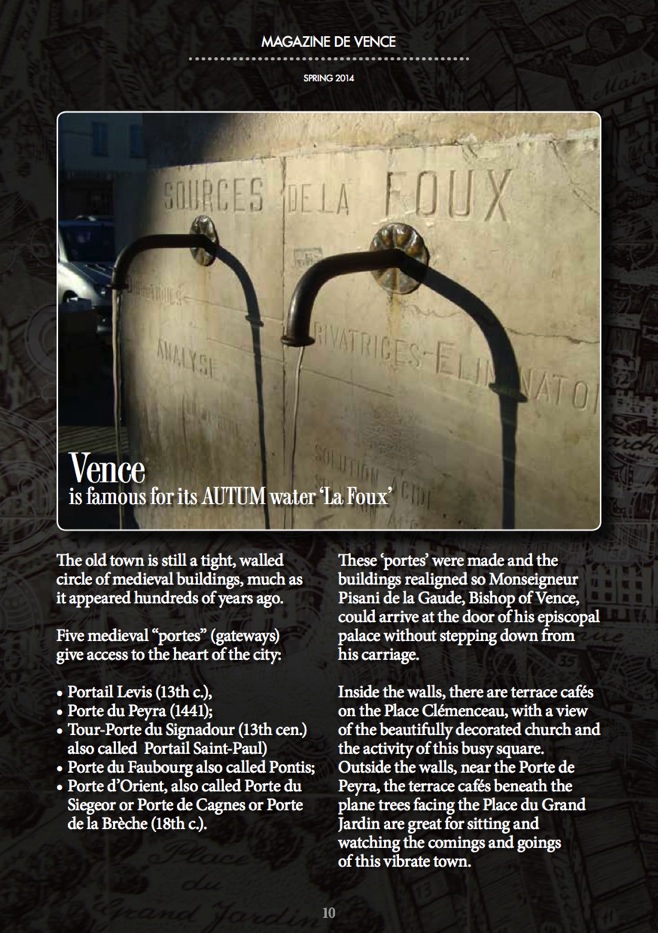 MAGAZINE DE VENCE
SPRING 2014
SOURCES DE LA FOUX
ANALYSE
Vence
is famous for its AUTUM water ‘La Foux’
The old town is still a tight, walled
circle of medieval buildings, much as
it appeared hundreds of years ago.
Five medieval “portes” (gateways)
give access to the heart of the city:
• Portail Levis (13th c.),
• Porte du Peyra (1441);
• Tour-Porte du Signadour (13th cen.)
also called Portail Saint-Paul)
• Porte du Faubourg also called Pontis;
• Porte d’Orient, also called Porte du
Siegeor or Porte de Cagnes or Porte
de la Brèche (18th c.).
These ‘portes’ were made and the
buildings realigned so Monseigneur
Pisani de la Gaude, Bishop of Vence,
could arrive at the door of his episcopal
palace without stepping down from
his carriage.
Inside the walls, there are terrace cafés
on the Place Clémenceau, with a view
of the beautifully decorated church and
the activity of this busy square.
Outside the walls, near the Porte de
Peyra, the terrace cafés beneath the
plane trees facing the Place du Grand
Jardin are great for sitting and
watching the comings and goings
of this vibrate town.
Place
du
Grand Jardin
10